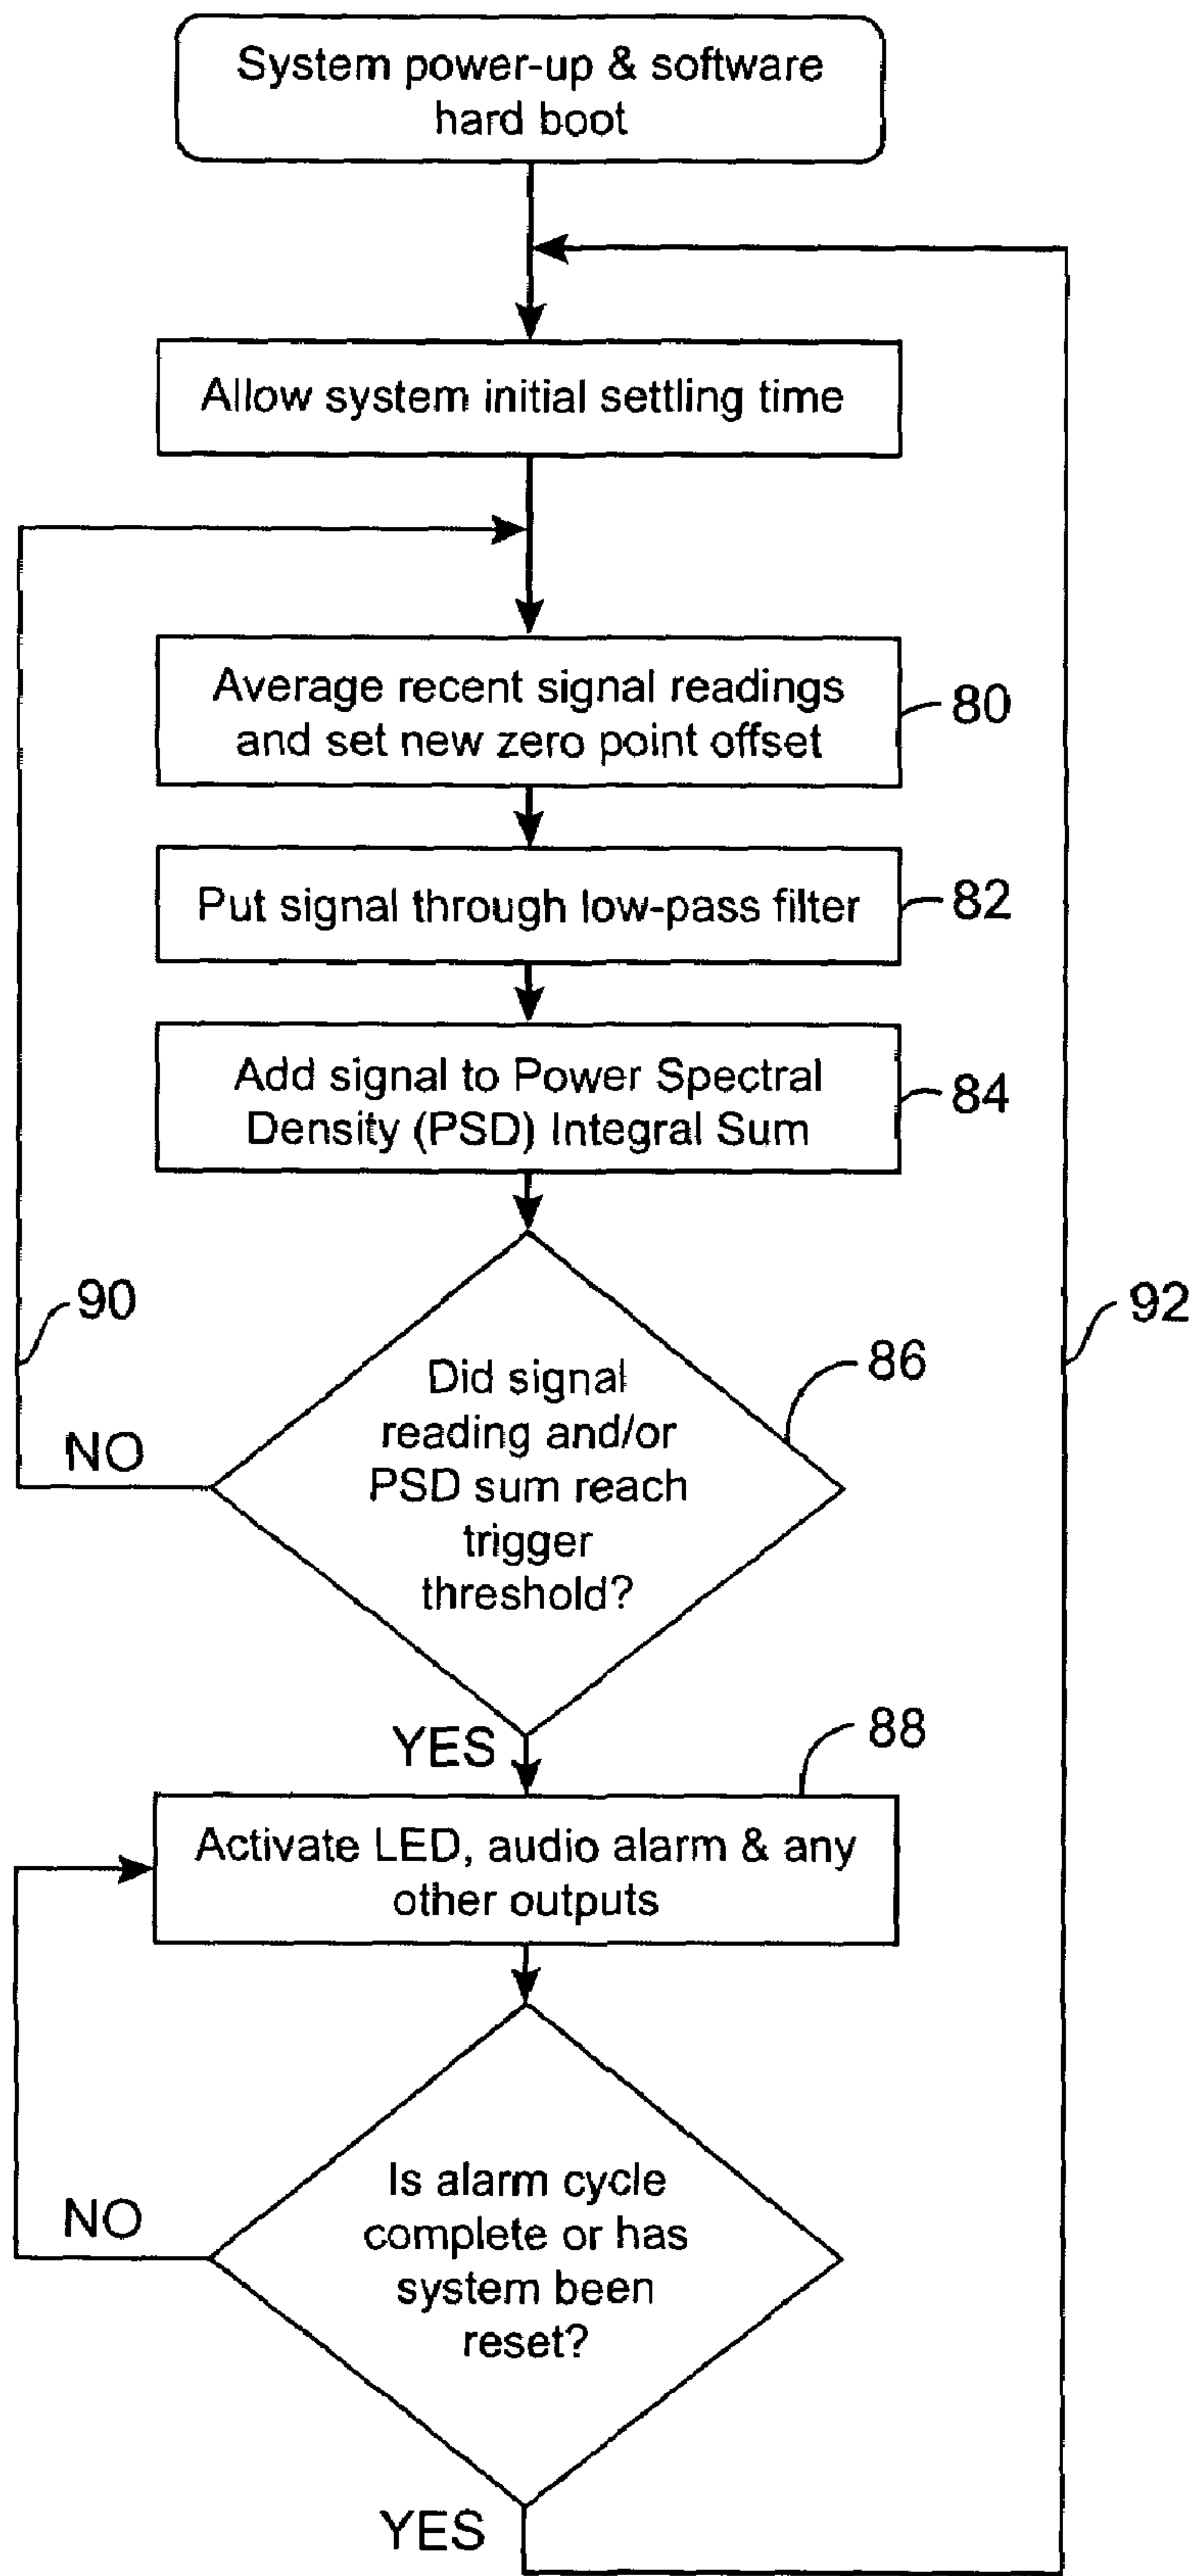 System power-up & software
hard boot
Allow system initial settling time
Average recent signal readings
and set new zero point offset
80
Put signal through low-pass filter
82
Add signal to Power Spectral
Density (PSD) Integral Sum
84
90
92
86
Did signal
reading and/or
PSD sum reach
trigger
threshold?
NO
YES
88
Activate LED, audio alarm & any
other outputs
Is alarm cycle
complete or has
system been
reset?
NO
YES